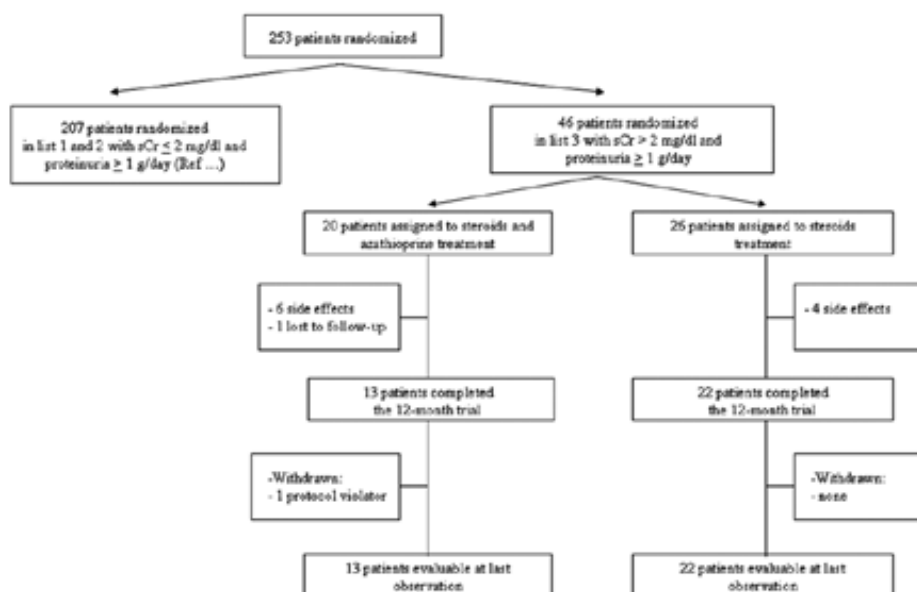 253 patients randomized
207 patients randomized
in list 1 and 2 with sCr ≤ 2 mg/dl and
proteinuria ≥ 1 g/day (Ref ...)
46 patients randomized
in list 3 with sCr > 2 mg/dl and
proteinuria ≥ 1 g/day
20 patients assigned to steroids and
azathioprine treatment
26 patients assigned to steroids
treatment
- 6 side effects
- 1 lost to follow-up
- 4 side effects
13 patients completed
the 12-month trial
22 patients completed
the 12-month trial
-Withdrawn:
- 1 protocol violator
-Withdrawn:
- none
13 patients evaluable at last
observation
22 patients evaluable at last
observation